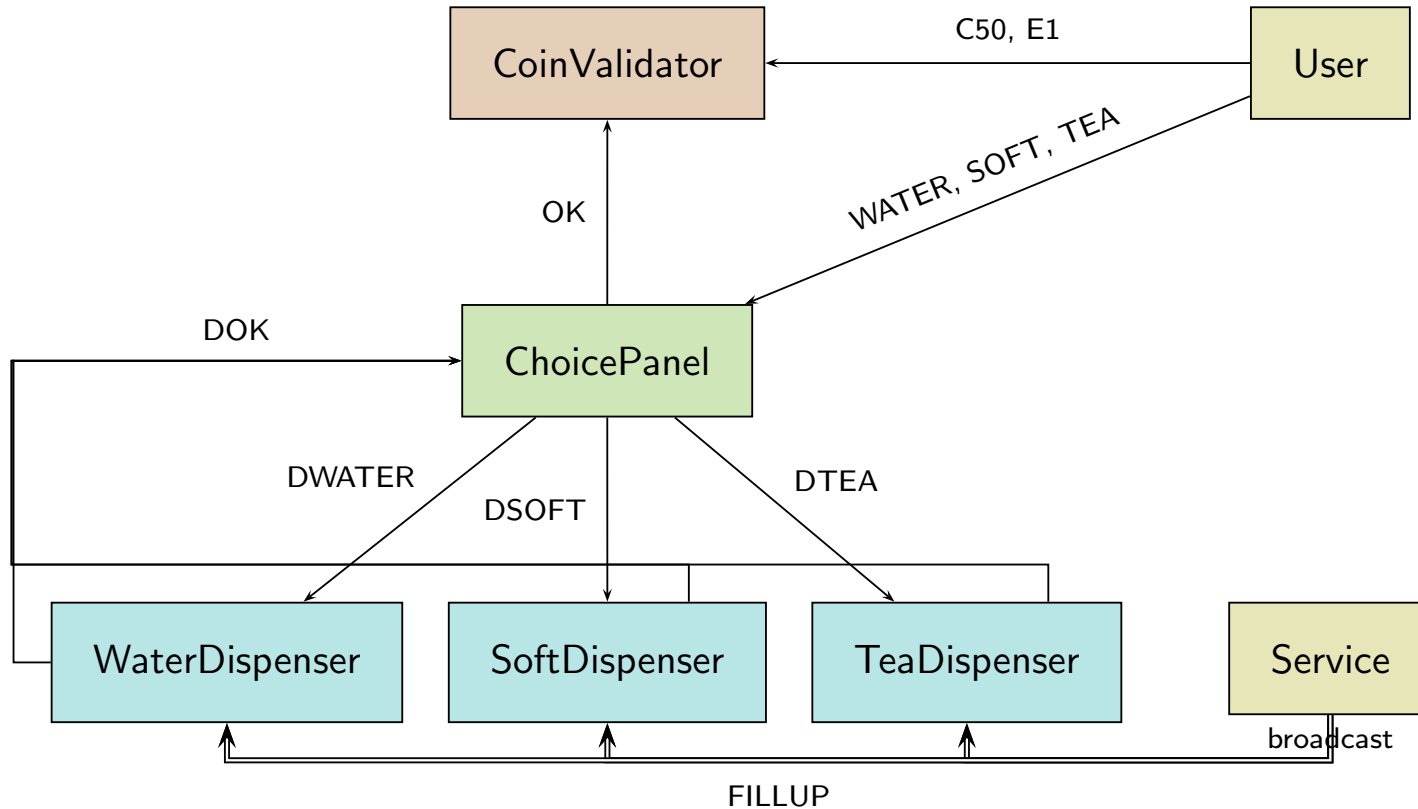 C50, E1
CoinValidator
User
WATER, SOFT, TEA
OK
DOK
ChoicePanel
DWATER
DSOFT
DTEA
WaterDispenser
SoftDispenser
TeaDispenser
Service
broadcast
FILLUP